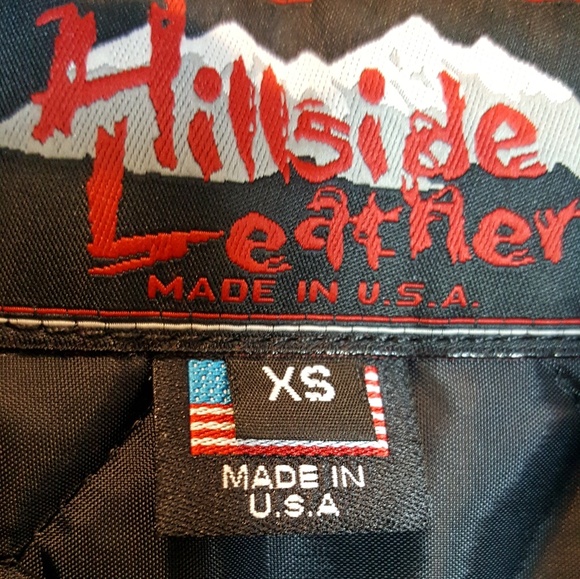 Hillside
Leather
MADE IN U.S.A.
XS
MADE IN
U.S.A